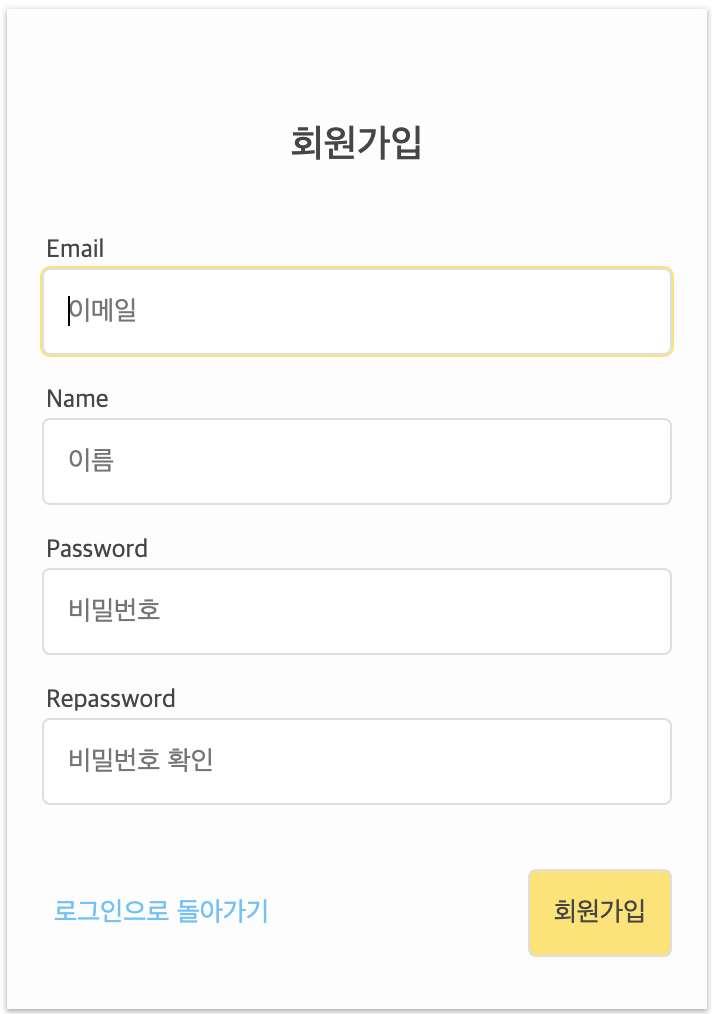 회원가입
Email
이메일
Name
이름
Password
비밀번호
Repassword
비밀번호 확인
로그인으로 돌아가기
회원가입